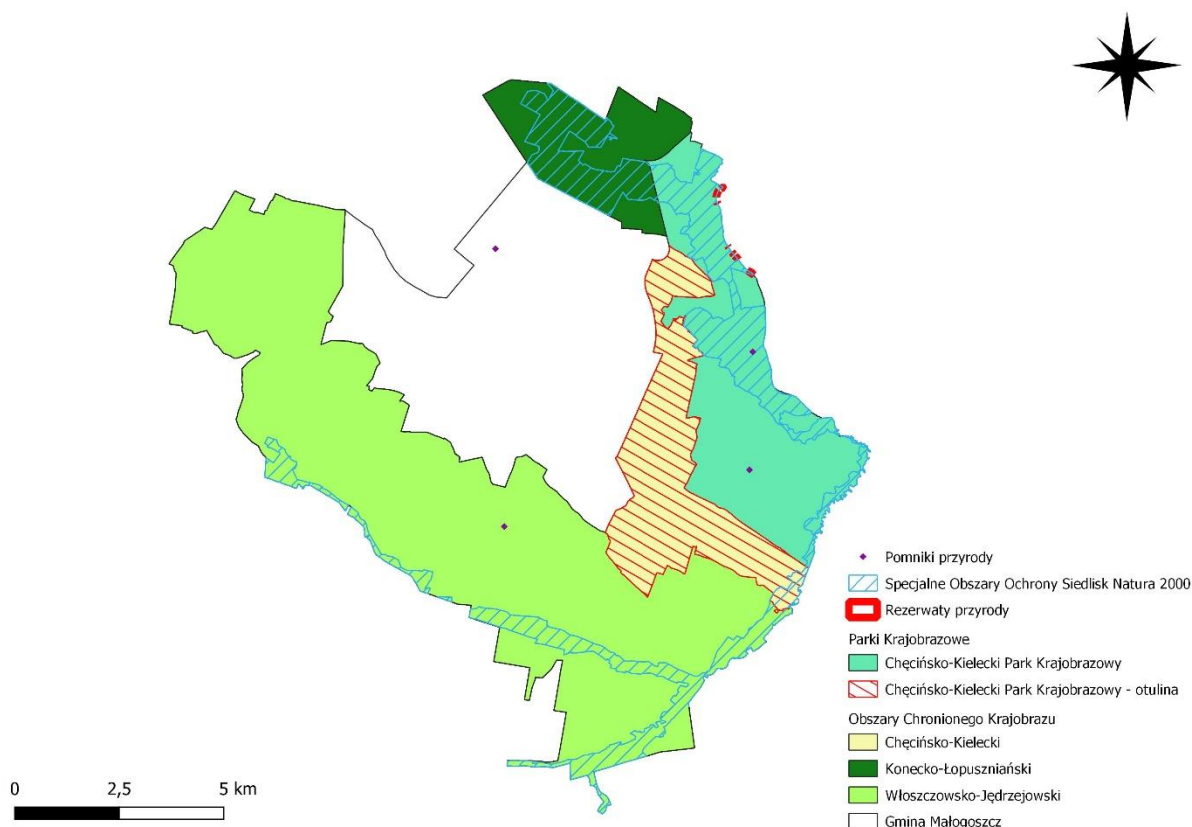 Pomniki przyrody
Specjalne Obszary Ochrony Siedlisk Natura 2000
Rezerwaty przyrody
Parki Krajobrazowe
Chęcińsko-Kielecki Park Krajobrazowy
Chęcińsko-Kielecki Park Krajobrazowy - otulina
Obszary Chronionego Krajobrazu
Chęcińsko-Kielecki
Konecko-Łopuszniański
Włoszczowsko-Jędrzejowski
Gmina Małogoszcz
0 2,5 5 km